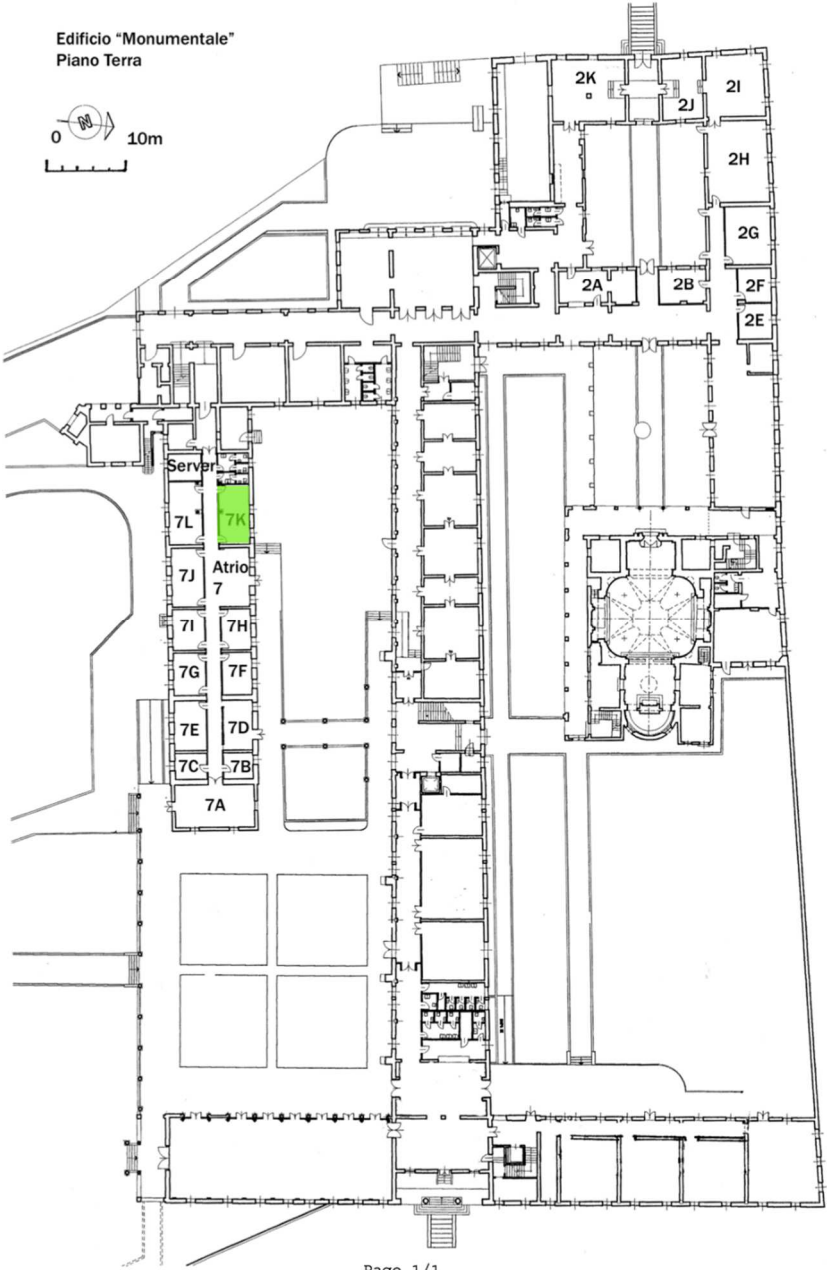 Edificio “Monumentale”
Piano Terra
N
0 10m
2K
2J
2I
2H
2G
2A
2B
2F
2E
Server
7L
7K
7J
Atrio
7
7I
7H
7G
7F
7E
7D
7C
7B
7A
Page 1/1